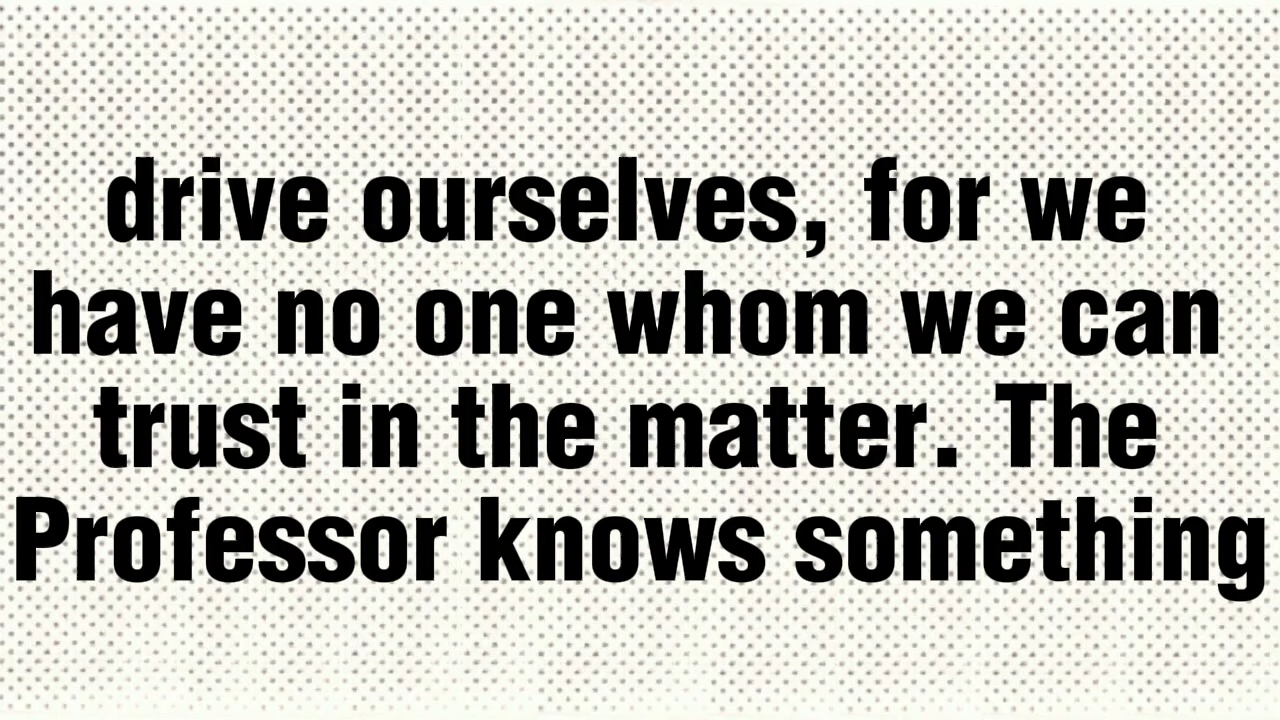 drive ourselves, for we
have no one whom we can
trust in the matter. The
Professor knows something